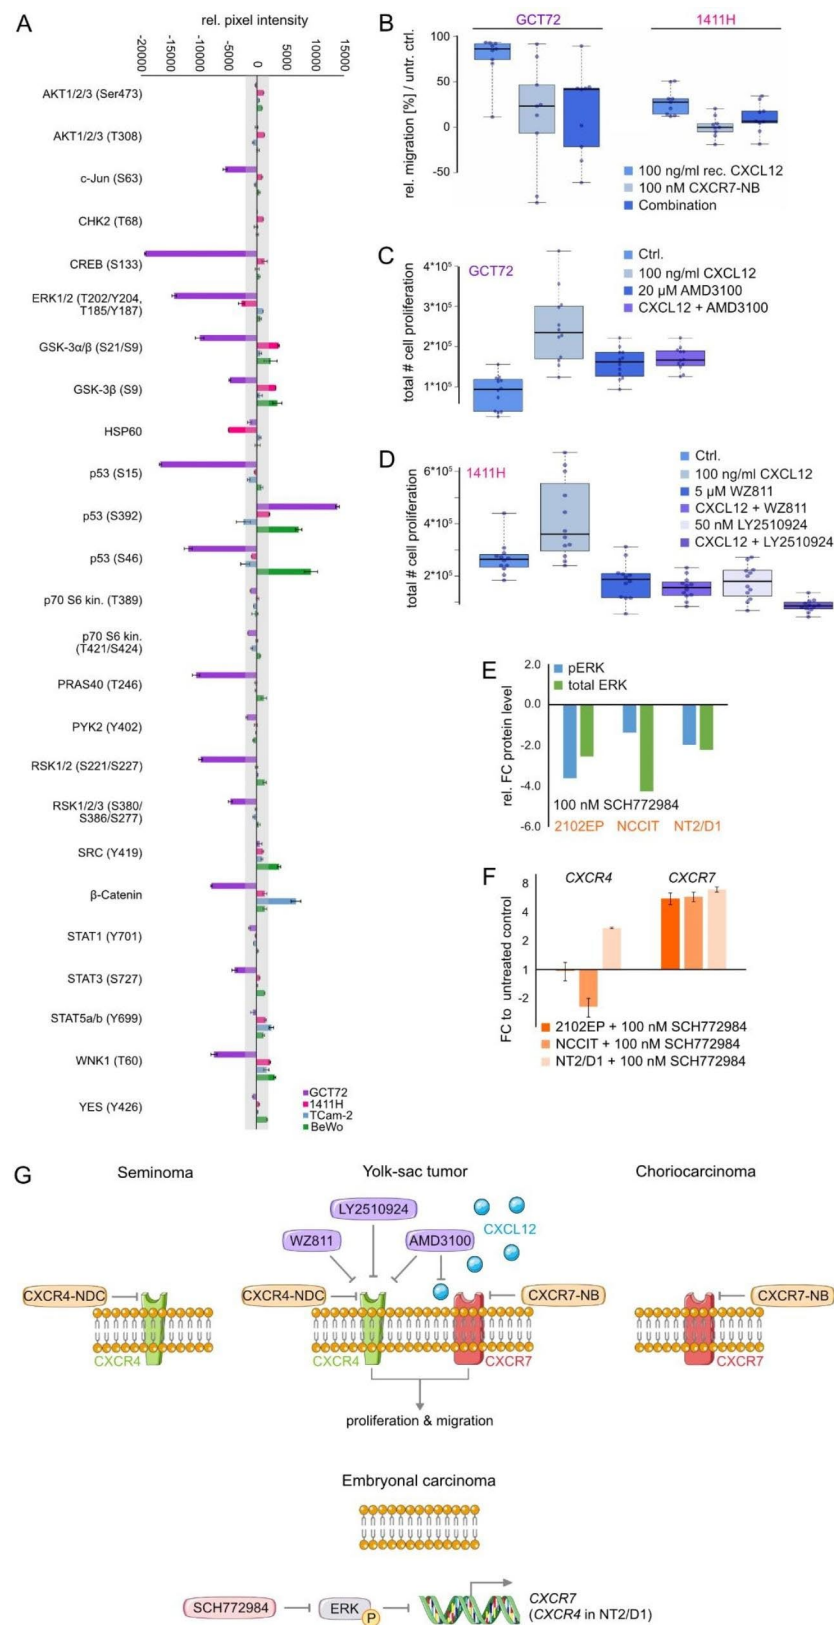 A
rel. pixel intensity
-20000
-15000
-10000
-5000
0
5000
10000
15000
AKT1/2/3 (Ser473)
AKT1/2/3 (T308)
c-Jun (S63)
CHK2 (T68)
CREB (S133)
ERK1/2 (T202/Y204,
T185/Y187)
GSK-3α/β (S21/S9)
GSK-3β (S9)
HSP60
p53 (S15)
p53 (S392)
p53 (S46)
p70 S6 kin. (T389)
p70 S6 kin.
(T421/S424)
PRAS40 (T246)
PYK2 (Y402)
RSK1/2 (S221/S227)
RSK1/2/3 (S380/
S386/S277)
SRC (Y419)
β-Catenin
STAT1 (Y701)
STAT3 (S727)
STAT5a/b (Y699)
WNK1 (T60)
YES (Y426)
GCT72
1411H
TCam-2
BeWo
B
GCT72
1411H
rel. migration [%] / untr. ctrl.
100
50
0
-50
100 ng/ml rec. CXCL12
100 nM CXCR7-NB
Combination
C
GCT72
total # cell proliferation
4*10⁵
3*10⁵
2*10⁵
1*10⁵
Ctrl.
100 ng/ml CXCL12
20 µM AMD3100
CXCL12 + AMD3100
D
1411H
total # cell proliferation
6*10⁵
4*10⁵
2*10⁵
Ctrl.
100 ng/ml CXCL12
5 µM WZ811
CXCL12 + WZ811
50 nM LY2510924
CXCL12 + LY2510924
E
rel. FC protein level
2.0
0.0
-2.0
-4.0
-6.0
pERK
total ERK
100 nM SCH772984
2102EP NCCIT NT2/D1
F
CXCR4 CXCR7
FC to untreated control
8
4
2
1
-2
2102EP + 100 nM SCH772984
NCCIT + 100 nM SCH772984
NT2/D1 + 100 nM SCH772984
G
Seminoma
Yolk-sac tumor
Choriocarcinoma
LY2510924
WZ811
AMD3100
CXCL12
CXCR4-NDC
CXCR4-NDC
CXCR7-NB
CXCR7-NB
CXCR4
CXCR4
CXCR7
CXCR7
proliferation & migration
Embryonal carcinoma
SCH772984
ERK
P
CXCR7
(CXCR4 in NT2/D1)